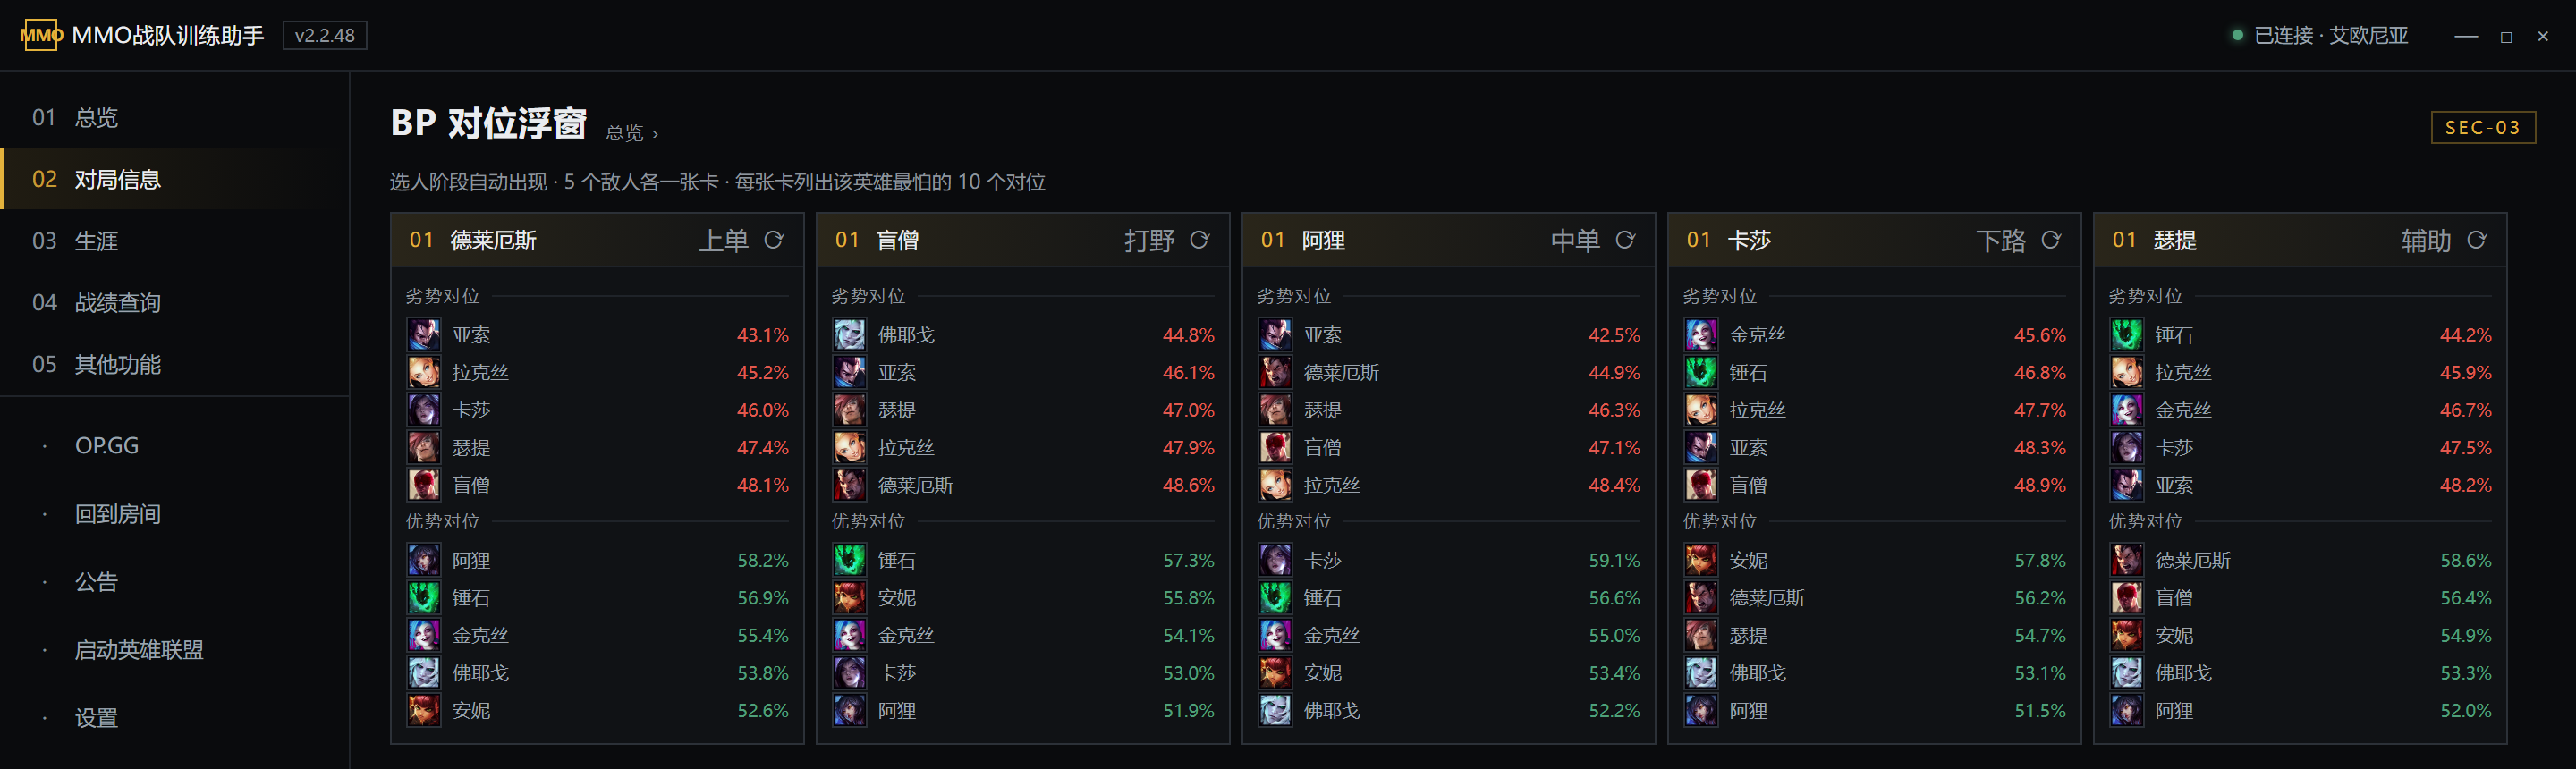 MMO MMO战队训练助手 v2.2.48 已连接 · 艾欧尼亚
01 总览
02 对局信息
03 生涯
04 战绩查询
05 其他功能
· OP.GG
· 回到房间
· 公告
· 启动英雄联盟
· 设置
BP 对位浮窗 总览 ›
SEC-03
选人阶段自动出现 · 5 个敌人各一张卡 · 每张卡列出该英雄最怕的 10 个对位
01 德莱厄斯 上单
劣势对位
亚索 43.1%
拉克丝 45.2%
卡莎 46.0%
瑟提 47.4%
盲僧 48.1%
优势对位
阿狸 58.2%
锤石 56.9%
金克丝 55.4%
佛耶戈 53.8%
安妮 52.6%
01 盲僧 打野
劣势对位
佛耶戈 44.8%
亚索 46.1%
瑟提 47.0%
拉克丝 47.9%
德莱厄斯 48.6%
优势对位
锤石 57.3%
安妮 55.8%
金克丝 54.1%
卡莎 53.0%
阿狸 51.9%
01 阿狸 中单
劣势对位
亚索 42.5%
德莱厄斯 44.9%
瑟提 46.3%
盲僧 47.1%
拉克丝 48.4%
优势对位
卡莎 59.1%
锤石 56.6%
金克丝 55.0%
安妮 53.4%
佛耶戈 52.2%
01 卡莎 下路
劣势对位
金克丝 45.6%
锤石 46.8%
拉克丝 47.7%
亚索 48.3%
盲僧 48.9%
优势对位
安妮 57.8%
德莱厄斯 56.2%
瑟提 54.7%
佛耶戈 53.1%
阿狸 51.5%
01 瑟提 辅助
劣势对位
锤石 44.2%
拉克丝 45.9%
金克丝 46.7%
卡莎 47.5%
亚索 48.2%
优势对位
德莱厄斯 58.6%
盲僧 56.4%
安妮 54.9%
佛耶戈 53.3%
阿狸 52.0%